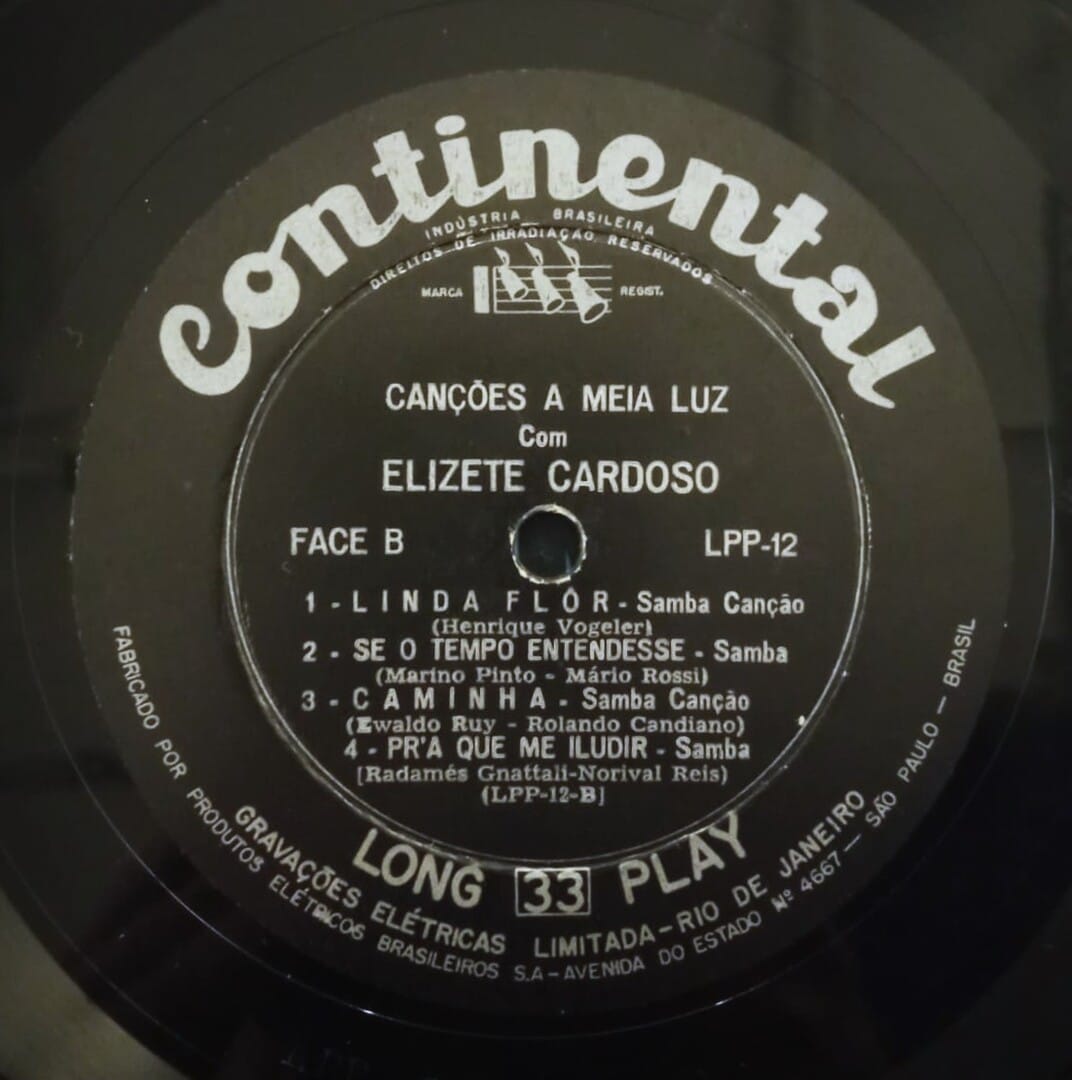 Continental
INDÚSTRIA BRASILEIRA
DIREITOS DE IRRADIAÇÃO RESERVADOS
MARCA REGIST.
CANÇÕES A MEIA LUZ
Com
ELIZETE CARDOSO
FACE B LPP-12
1 - LINDA FLÔR - Samba Canção
(Henrique Vogeler)
2 - SE O TEMPO ENTENDESSE - Samba
(Marino Pinto - Mário Rossi)
3 - CAMINHA - Samba Canção
(Ewaldo Ruy - Rolando Candiano)
4 - PR'A QUE ME ILUDIR - Samba
[Radamés Gnattali-Norival Reis)
(LPP-12-B]
LONG 33 PLAY
GRAVAÇÕES ELÉTRICAS LIMITADA - RIO DE JANEIRO
FABRICADO POR PRODUTOS ELÉTRICOS BRASILEIROS S.A - AVENIDA DO ESTADO Nº 4667 - SÃO PAULO - BRASIL